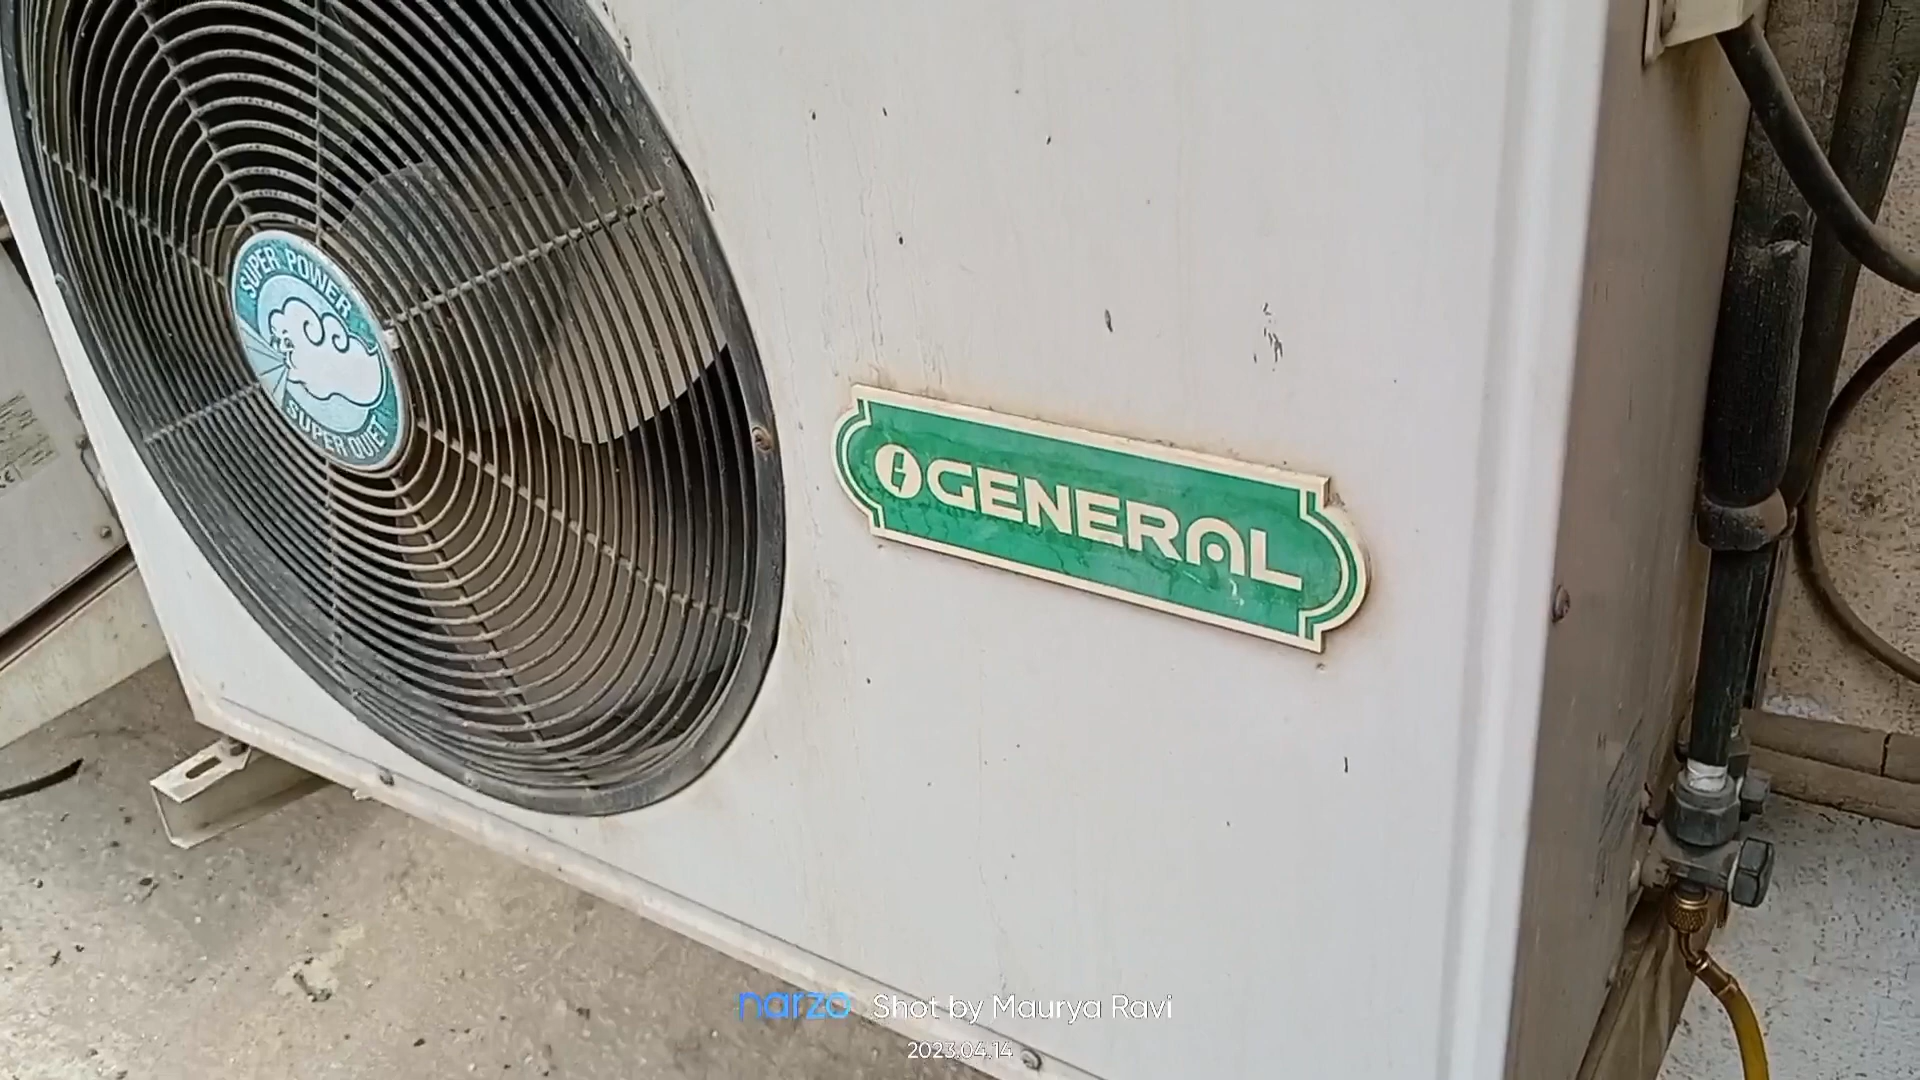 SUPER POWER
SUPER QUIET
GENERAL
narzo Shot by Maurya Ravi
2023.04.14